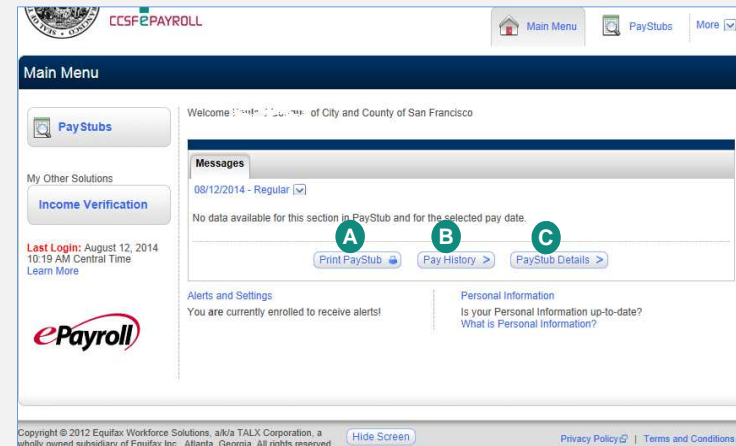 CCSF ePAYROLL
Main Menu
PayStubs
More
Main Menu
PayStubs
My Other Solutions
Income Verification
Last Login: August 12, 2014
10:19 AM Central Time
Learn More
ePayroll
Welcome of City and County of San Francisco
Messages
08/12/2014 - Regular
No data available for this section in PayStub and for the selected pay date.
A B C
Print PayStub Pay History > PayStub Details >
Alerts and Settings
You are currently enrolled to receive alerts!
Personal Information
Is your Personal Information up-to-date?
What is Personal Information?
Copyright © 2012 Equifax Workforce Solutions, a/k/a TALX Corporation, a
wholly owned subsidiary of Equifax Inc., Atlanta, Georgia. All rights reserved
Hide Screen
Privacy Policy | Terms and Conditions